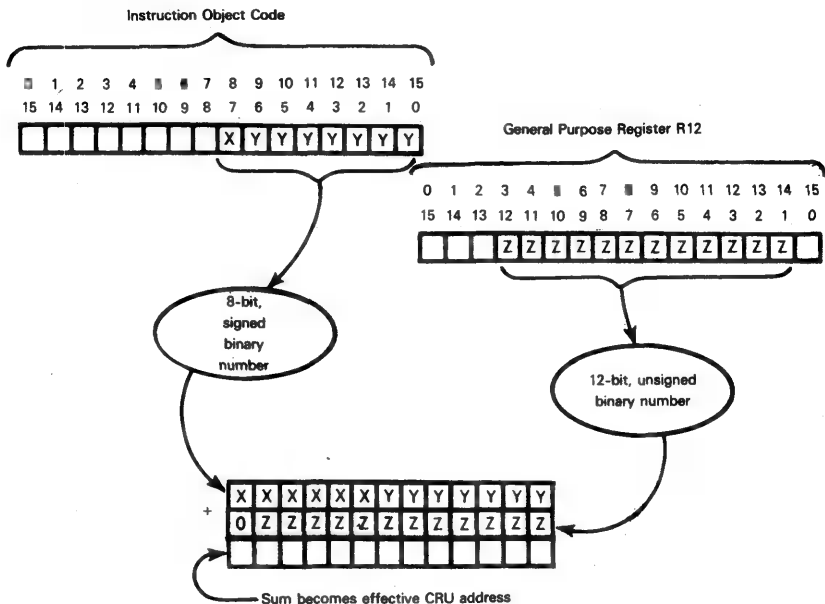 Instruction Object Code
1 2 3 4 7 8 9 10 11 12 13 14 15
15 14 13 12 11 10 9 8 7 6 5 4 3 2 1 0
X Y Y Y Y Y Y Y
General Purpose Register R12
0 1 2 3 4 6 7 9 10 11 12 13 14 15
15 14 13 12 11 10 9 8 7 6 5 4 3 2 1 0
Z Z Z Z Z Z Z Z Z Z Z Z
8-bit,
signed
binary
number
12-bit, unsigned
binary number
X X X X X X Y Y Y Y Y Y Y
+
0 Z Z Z Z Z Z Z Z Z Z Z Z
Sum becomes effective CRU address